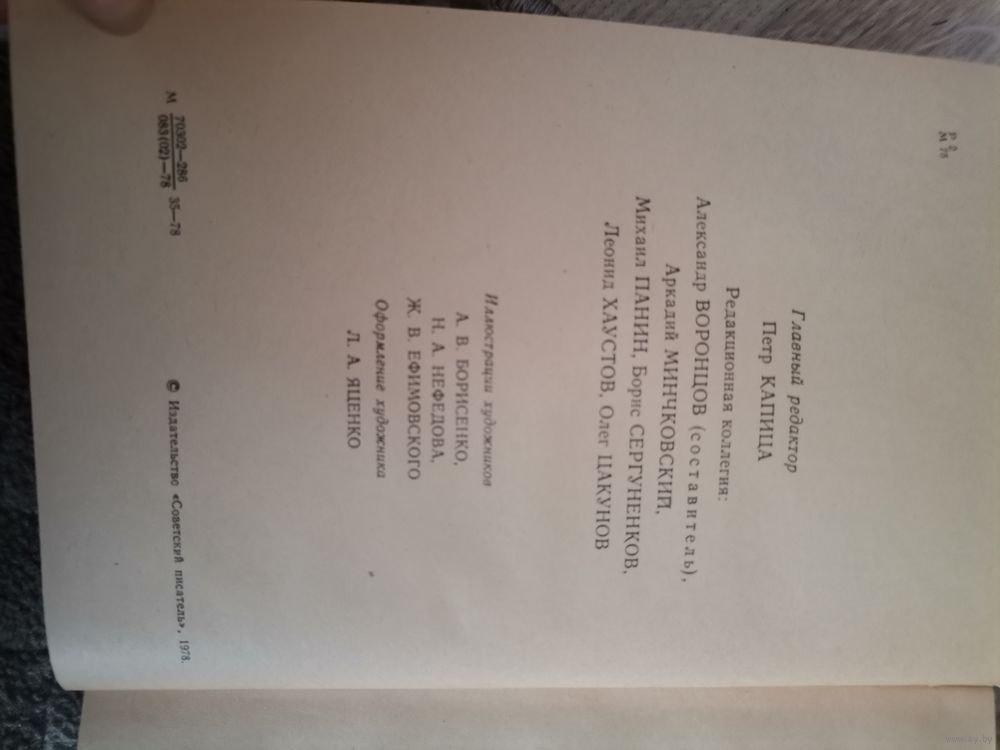 Р 2
М 75
Главный редактор
Петр КАПИЦА
Редакционная коллегия:
Александр ВОРОНЦОВ (составитель),
Аркадий МИНЧКОВСКИЙ,
Михаил ПАНИН, Борис СЕРГУНЕНКОВ,
Леонид ХАУСТОВ, Олег ЦАКУНОВ
Иллюстрации художников
А. В. БОРИСЕНКО,
Н. А. НЕФЕДОВА,
Ж. В. ЕФИМОВСКОГО
Оформление художника
Л. А. ЯЦЕНКО
М 70302—286 35—78
083(02)—78
© Издательство «Советский писатель», 1978.